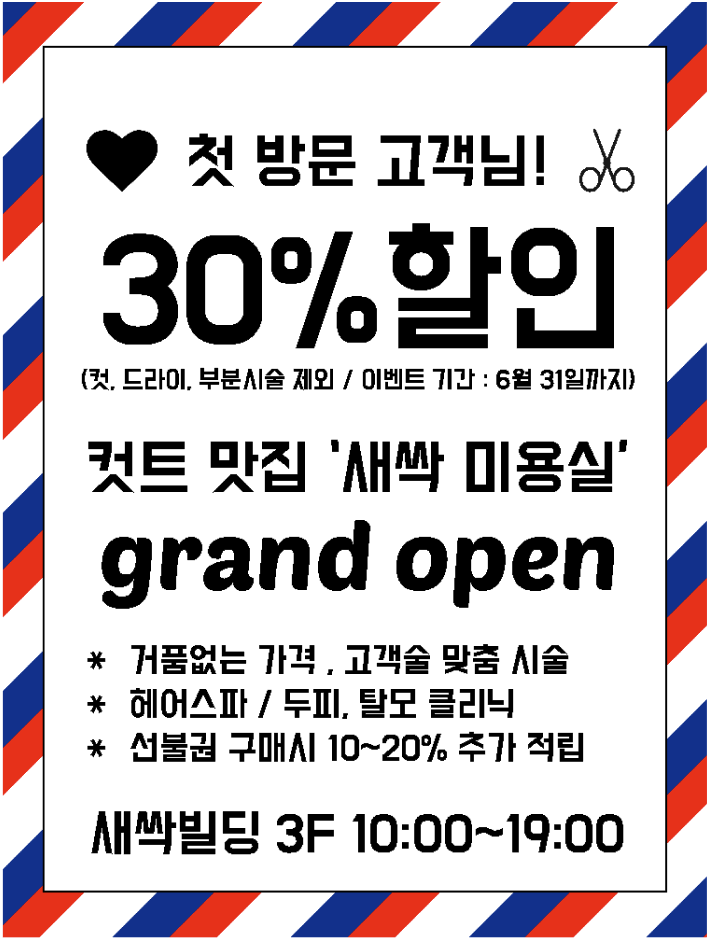 첫 방문 고객님!
30%할인
(컷, 드라이, 부분시술 제외 / 이벤트 기간 : 6월 31일까지)
컷트 맛집 '새싹 미용실'
grand open
* 거품없는 가격 , 고객술 맞춤 시술
* 헤어스파 / 두피, 탈모 클리닉
* 선불권 구매시 10~20% 추가 적립
새싹빌딩 3F 10:00~19:00